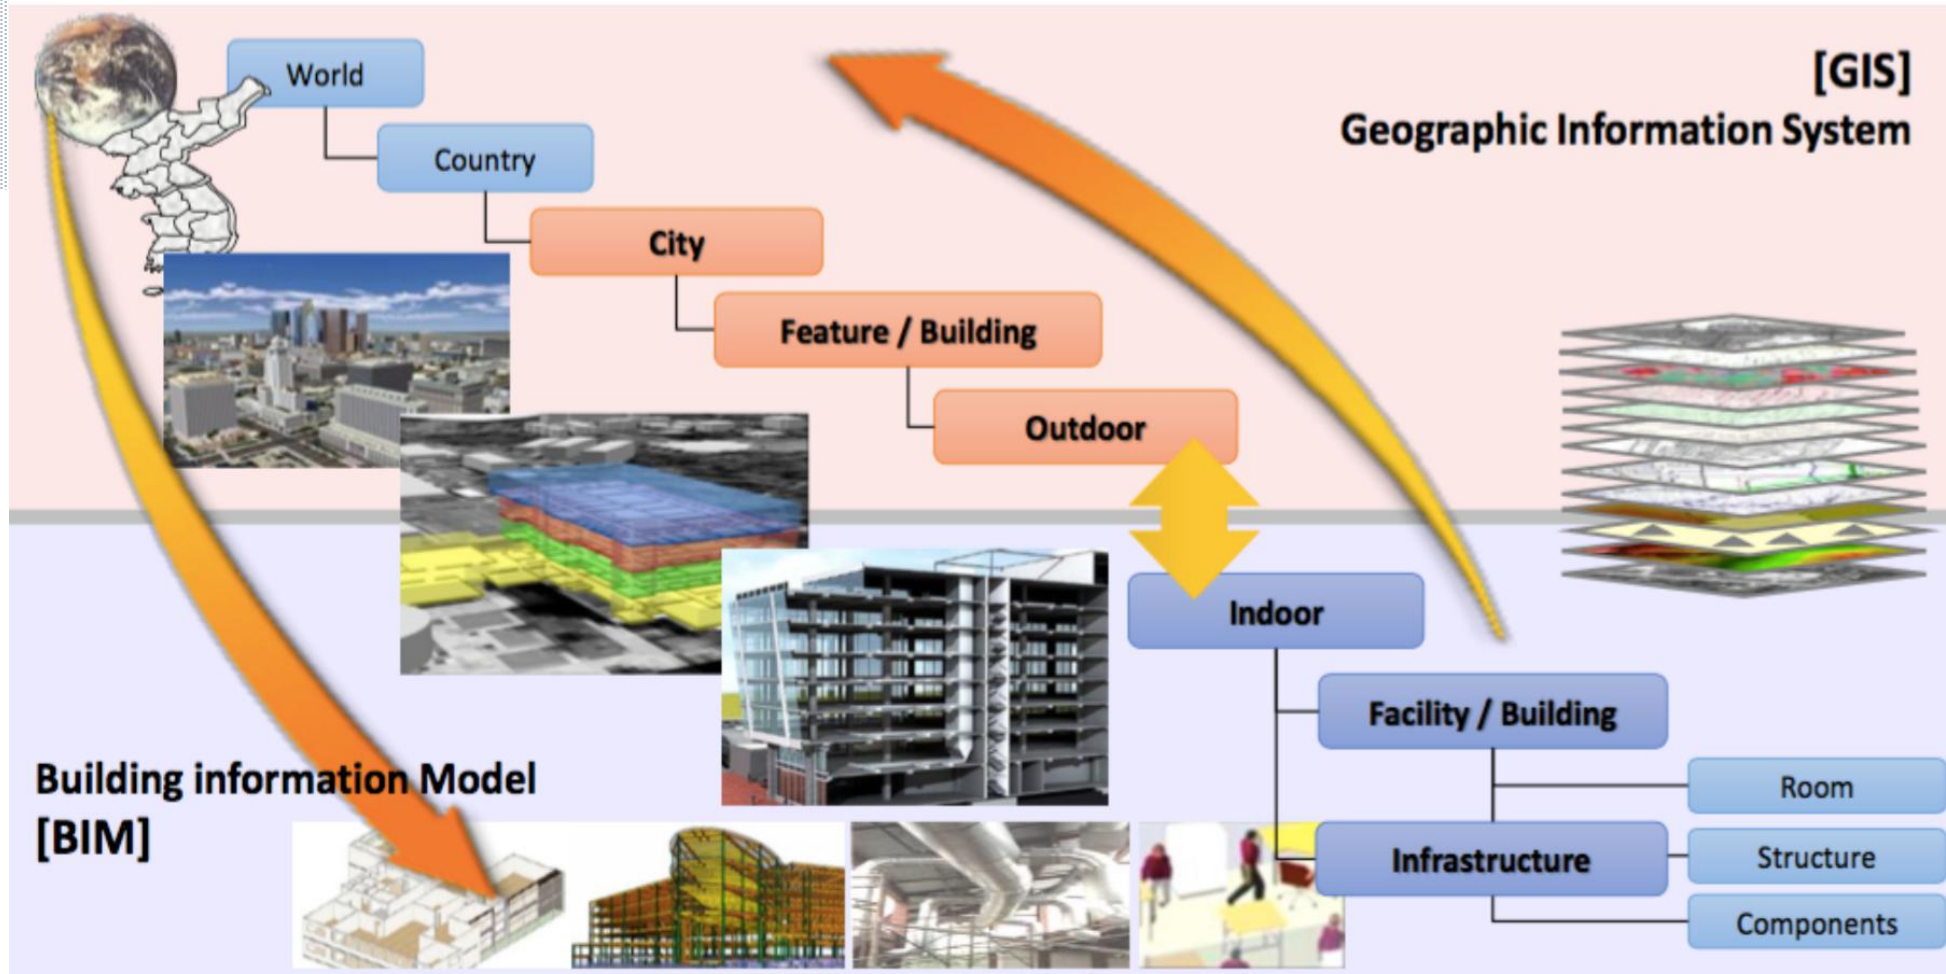 World
[GIS]
Geographic Information System
Country
City
Feature / Building
Outdoor
Indoor
Facility / Building
Building information Model
[BIM]
Room
Infrastructure
Structure
Components